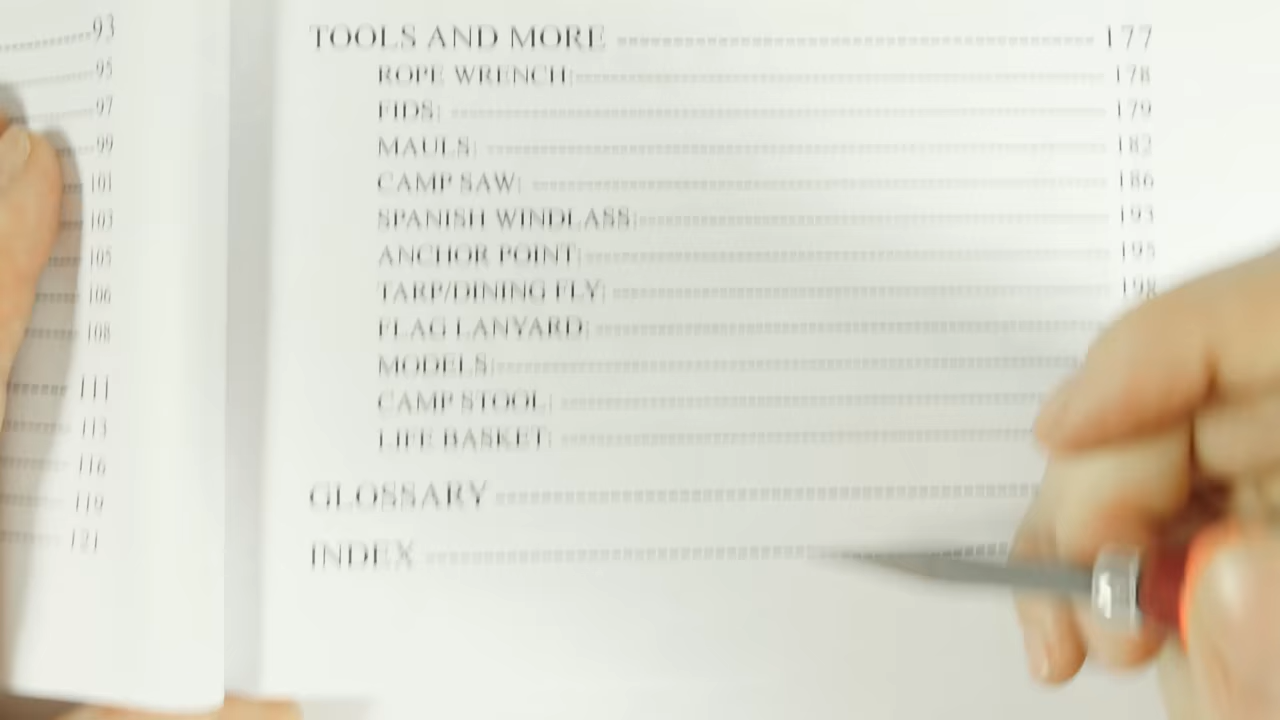 93
95
97
99
101
103
105
106
108
111
113
116
119
121
TOOLS AND MORE 177
ROPE WRENCH: 178
FIDS: 179
MAULS: 182
CAMP SAW: 186
SPANISH WINDLASS: 193
ANCHOR POINT: 195
TARP/DINING FLY: 198
FLAG LANYARD:
MODELS:
CAMP STOOL:
LIFE BASKET:
GLOSSARY
INDEX